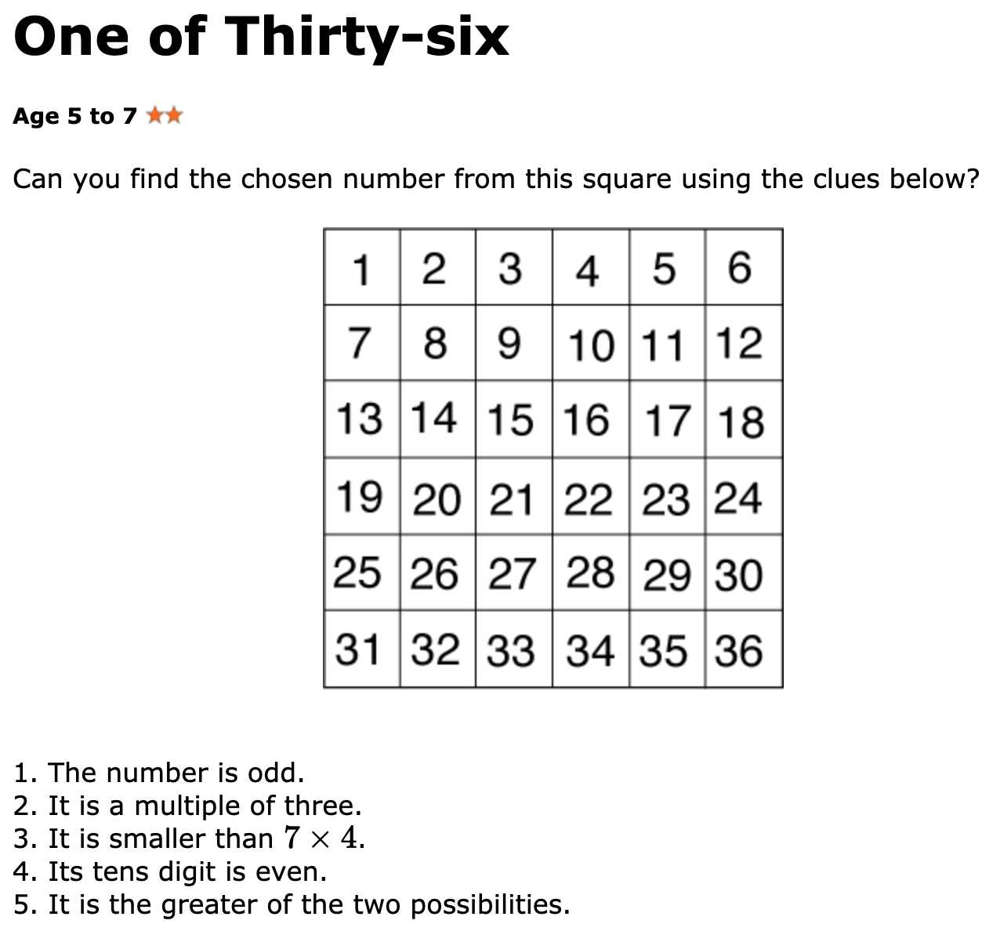 One of Thirty-six
Age 5 to 7
Can you find the chosen number from this square using the clues below?
1 2 3 4 5 6
7 8 9 10 11 12
13 14 15 16 17 18
19 20 21 22 23 24
25 26 27 28 29 30
31 32 33 34 35 36
1. The number is odd.
2. It is a multiple of three.
3. It is smaller than 7 × 4.
4. Its tens digit is even.
5. It is the greater of the two possibilities.